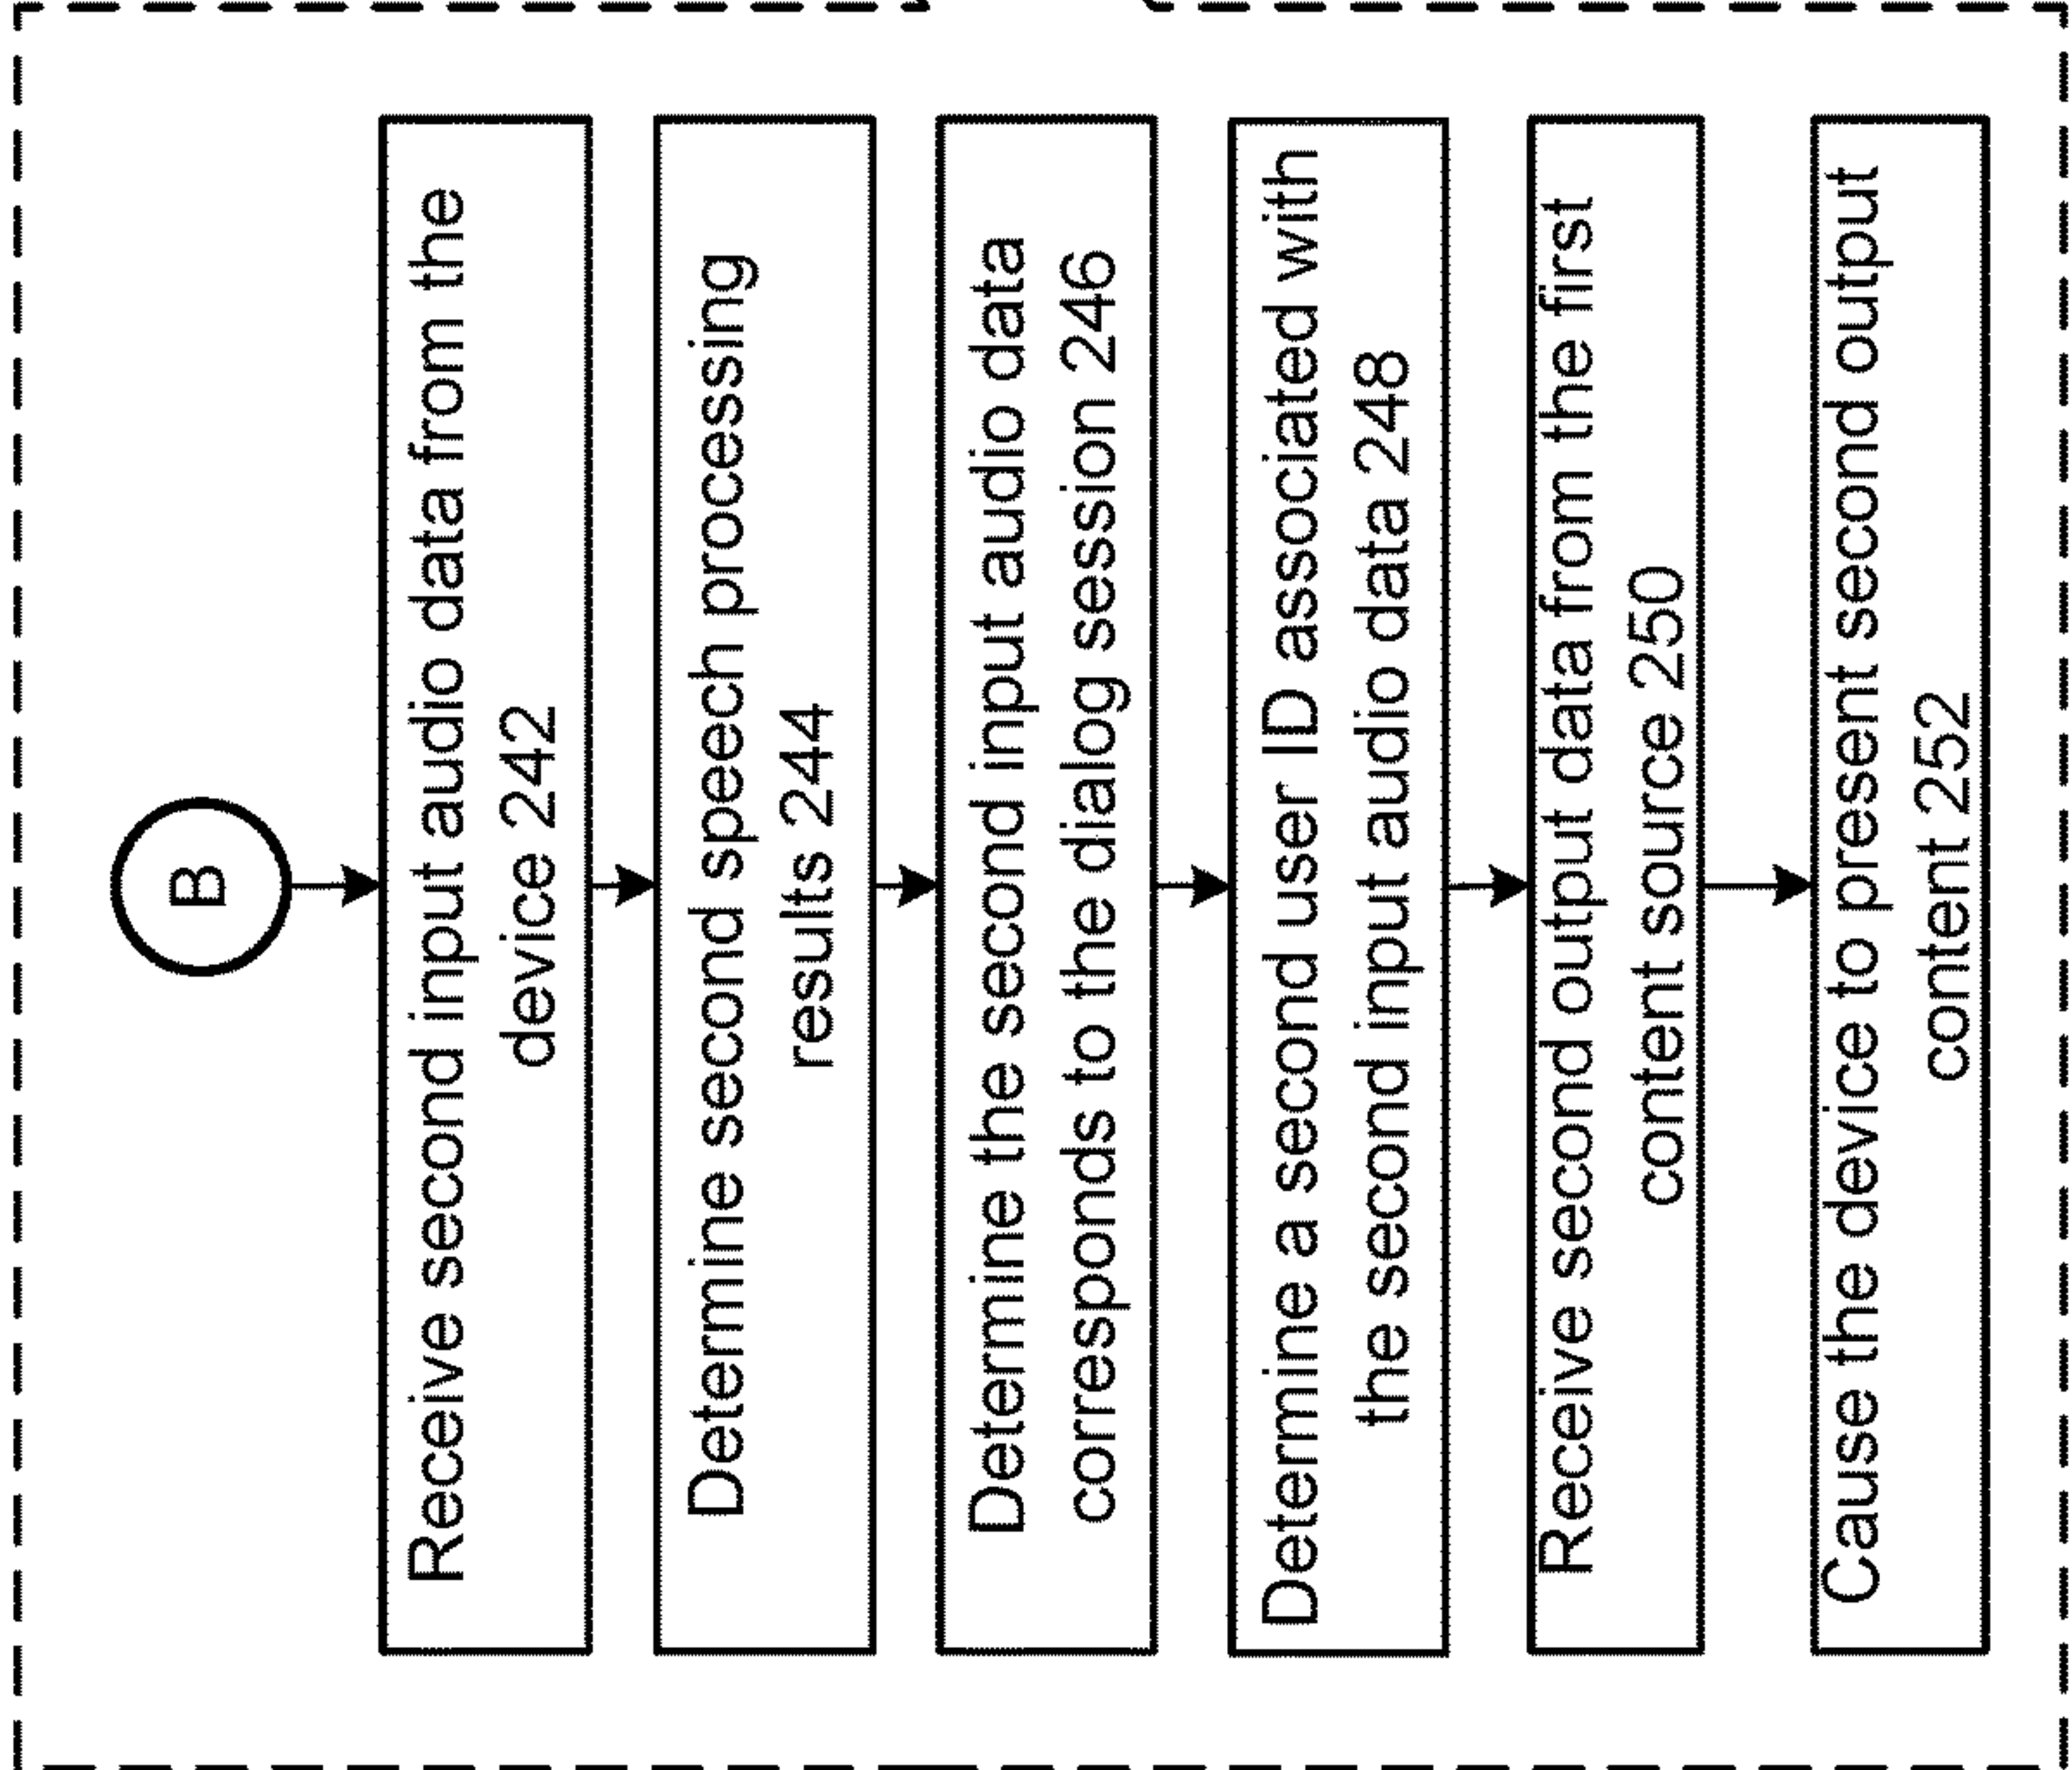 B
Receive second input audio data from the
device 242
Determine second speech processing
results 244
Determine the second input audio data
corresponds to the dialog session 246
Determine a second user ID associated with
the second input audio data 248
Receive second output data from the first
content source 250
Cause the device to present second output
content 252